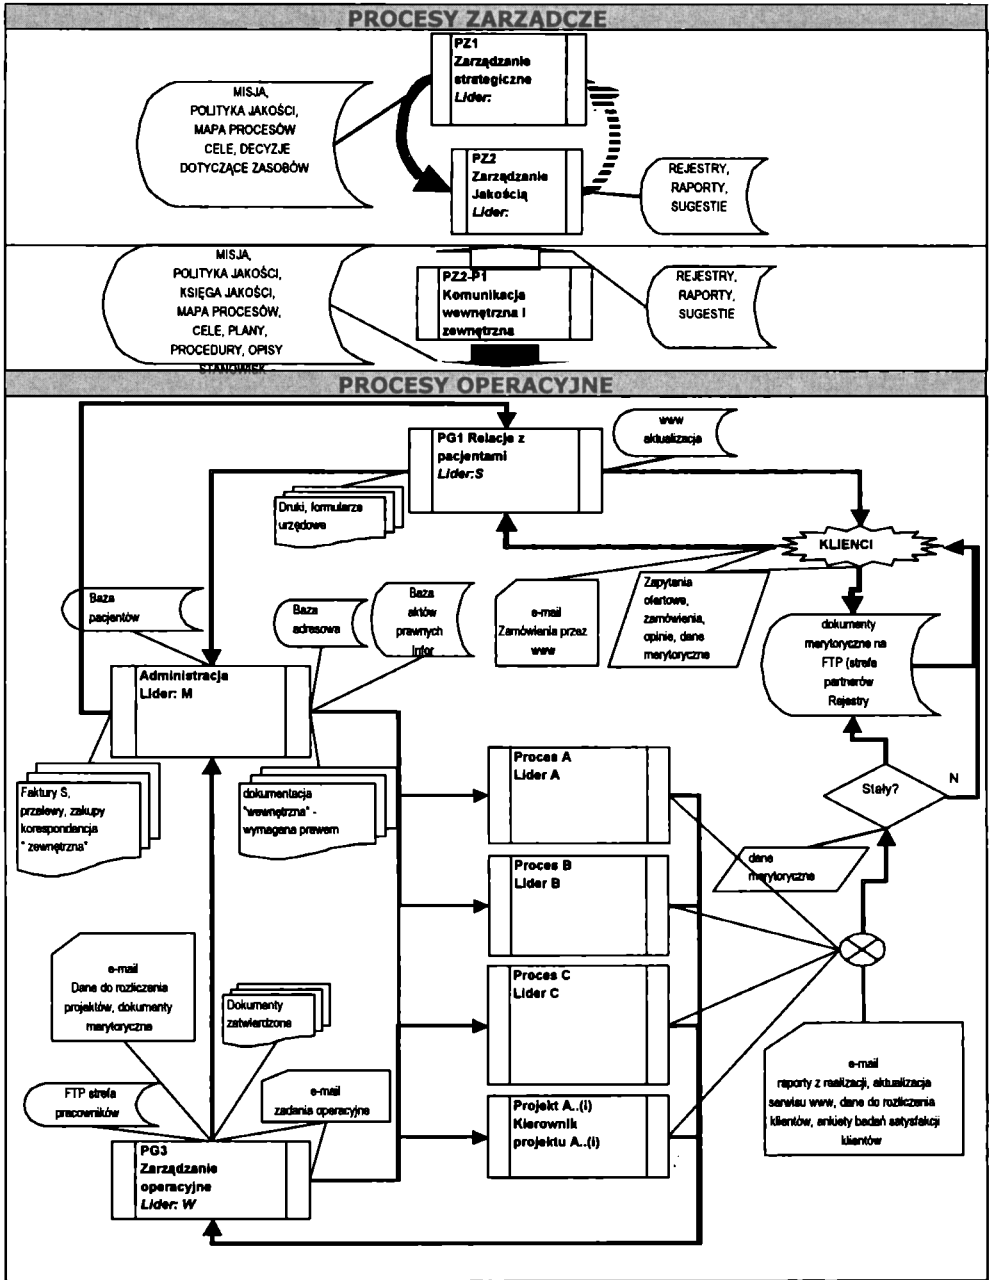 PROCESY ZARZĄDCZE
PZ1
Zarządzanie
strategiczne
Lider:
MISJA,
POLITYKA JAKOŚCI,
MAPA PROCESÓW
CELE, DECYZJE
DOTYCZĄCE ZASOBÓW
PZ2
Zarządzanie
Jakością
Lider:
REJESTRY,
RAPORTY,
SUGESTIE
MISJA,
POLITYKA JAKOŚCI,
KSIĘGA JAKOŚCI,
MAPA PROCESÓW,
CELE, PLANY,
PROCEDURY, OPISY
STANOWISK
PZ2-P1
Komunikacja
wewnętrzna i
zewnętrzna
REJESTRY,
RAPORTY,
SUGESTIE
PROCESY OPERACYJNE
PG1 Relacje z
pacjentami
Lider:S
www
aktualizacja
Druki, formularze
urzędowe
KLIENCI
Baza
pacjentów
Baza
adresowa
Baza
aktów
prawnych
Infor
e-mail
Zamówienia przez
www
Zapytania
ofertowe,
zamówienia,
opinie, dane
merytoryczne
dokumenty
merytoryczne na
FTP (strefa
partnerów
Rejestry
Administracja
Lider: M
Faktury S,
przelewy, zakupy
korespondancja
" zewnętrzna"
dokumentacja
"wewnętrzna" -
wymagana prawem
Proces A
Lider A
Stały?
N
Proces B
Lider B
dane
merytoryczne
Proces C
Lider C
e-mail
Dane do rozliczenia
projektów, dokumenty
merytoryczne
Dokumenty
zatwierdzone
FTP strefa
pracowników
e-mail
zadania operacyjne
Projekt A..(i)
Kierownik
projektu A..(i)
e-mail
raporty z realizacji, aktualizacja
serwisu www, dane do rozliczenia
klientów, ankiety badań satysfakcji
klientów
PG3
Zarządzanie
operacyjne
Lider: W